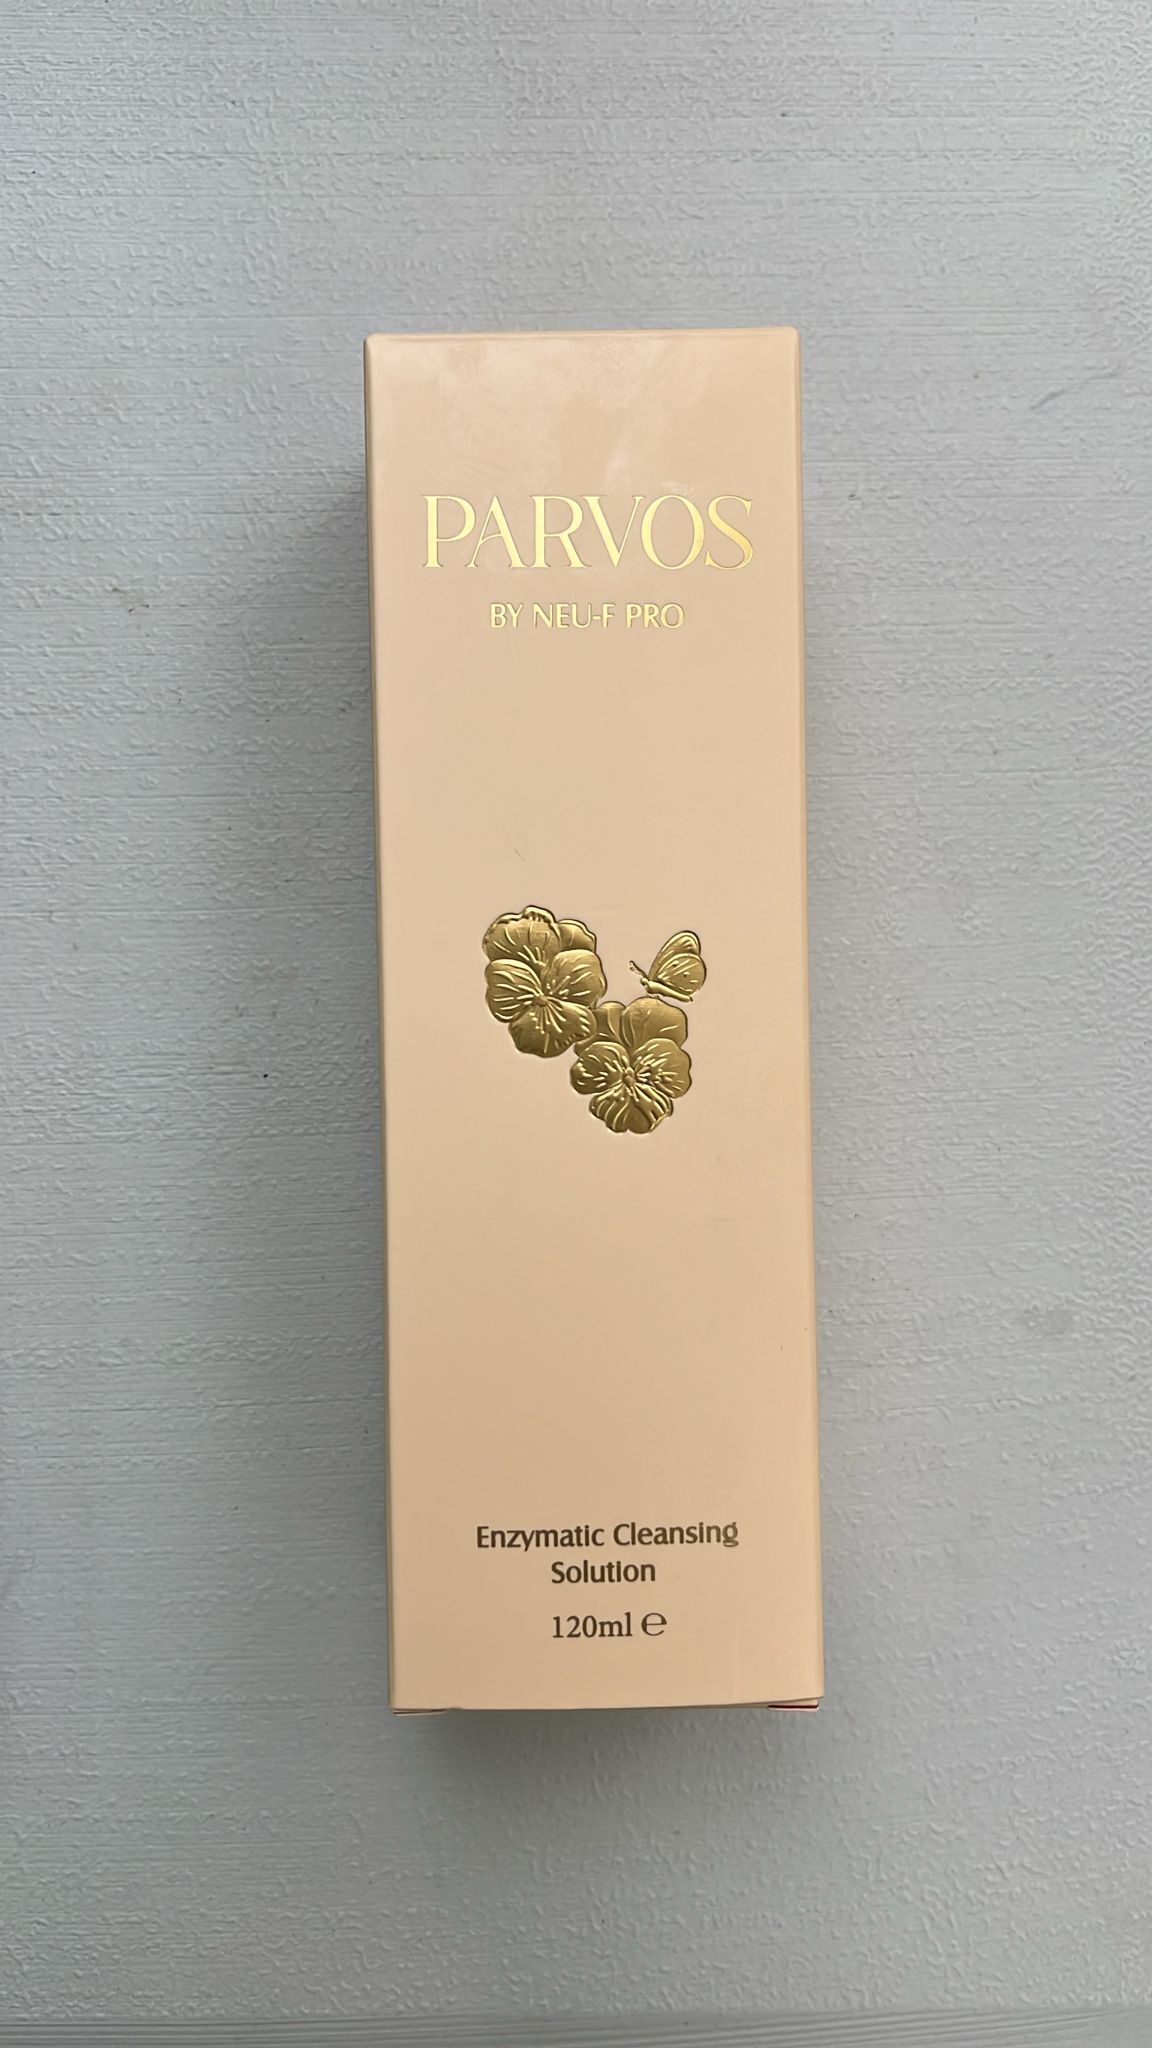 PARVOS
BY NEU-F PRO
Enzymatic Cleansing
Solution
120ml ℮